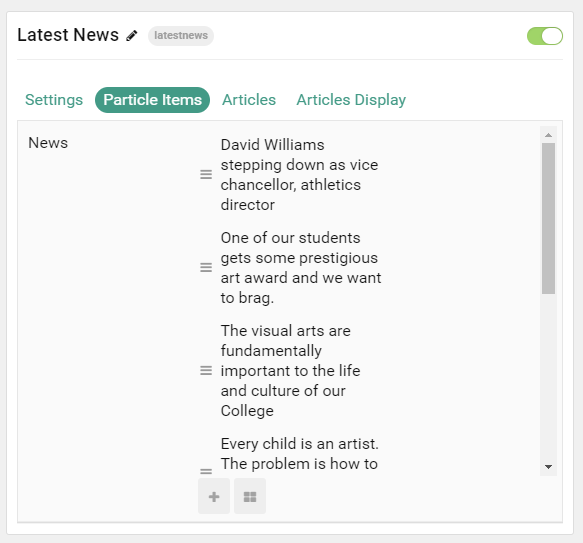 Latest News latestnews
Settings Particle Items Articles Articles Display
News
David Williams
stepping down as vice
chancellor, athletics
director
One of our students
gets some prestigious
art award and we want
to brag.
The visual arts are
fundamentally
important to the life
and culture of our
College
Every child is an artist.
The problem is how to